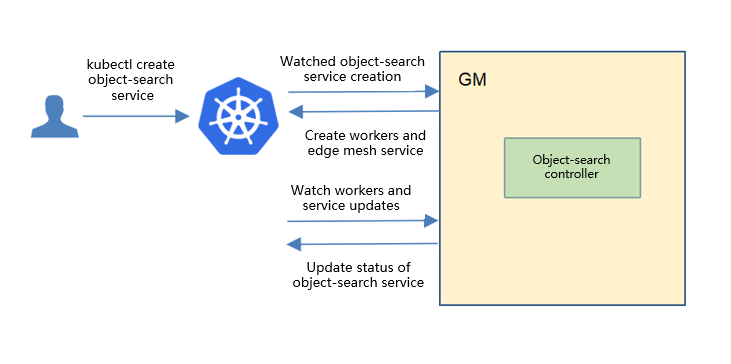 kubectl create
object-search
service
Watched object-search
service creation
Create workers and
edge mesh service
Watch workers and
service updates
Update status of
object-search service
GM
Object-search
controller